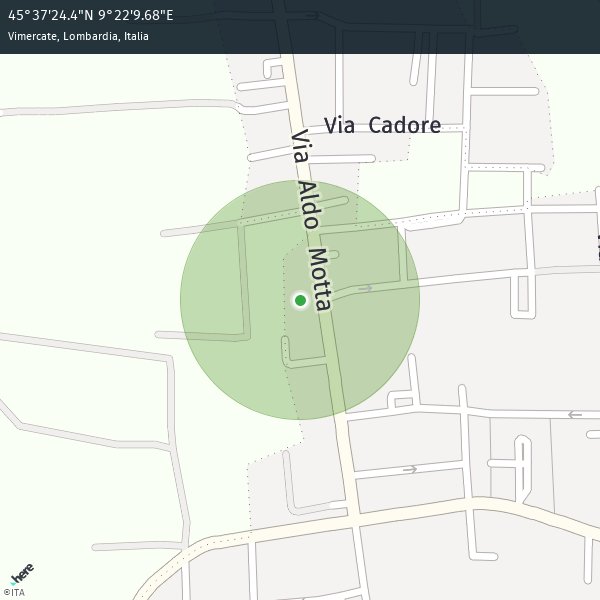 45°37'24.4"N 9°22'9.68"E
Vimercate, Lombardia, Italia
Via Cadore
Via Aldo Motta
here
©ITA